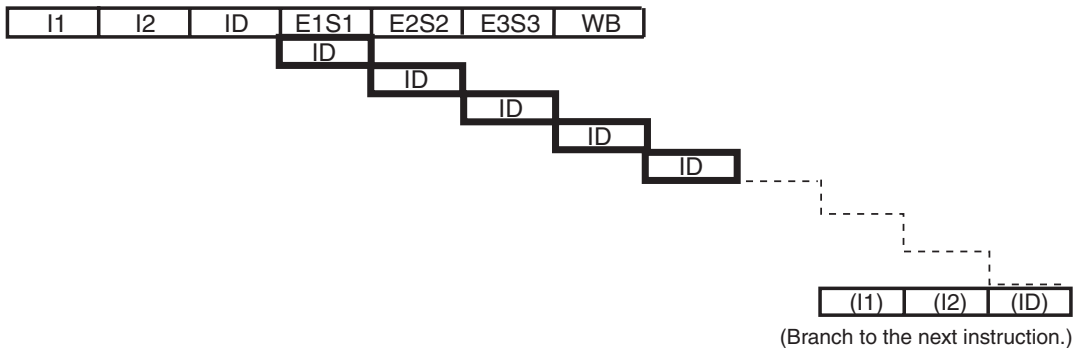 I1 I2 ID E1S1 E2S2 E3S3 WB
ID
ID
ID
ID
ID
(I1) (I2) (ID)
(Branch to the next instruction.)